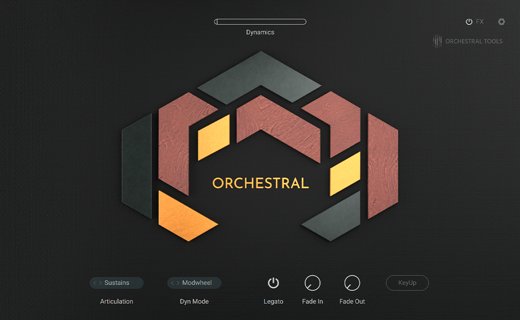 Dynamics
FX
ORCHESTRAL TOOLS
ORCHESTRAL
Sustains
Modwheel
KeyUp
Articulation
Dyn Mode
Legato
Fade In
Fade Out